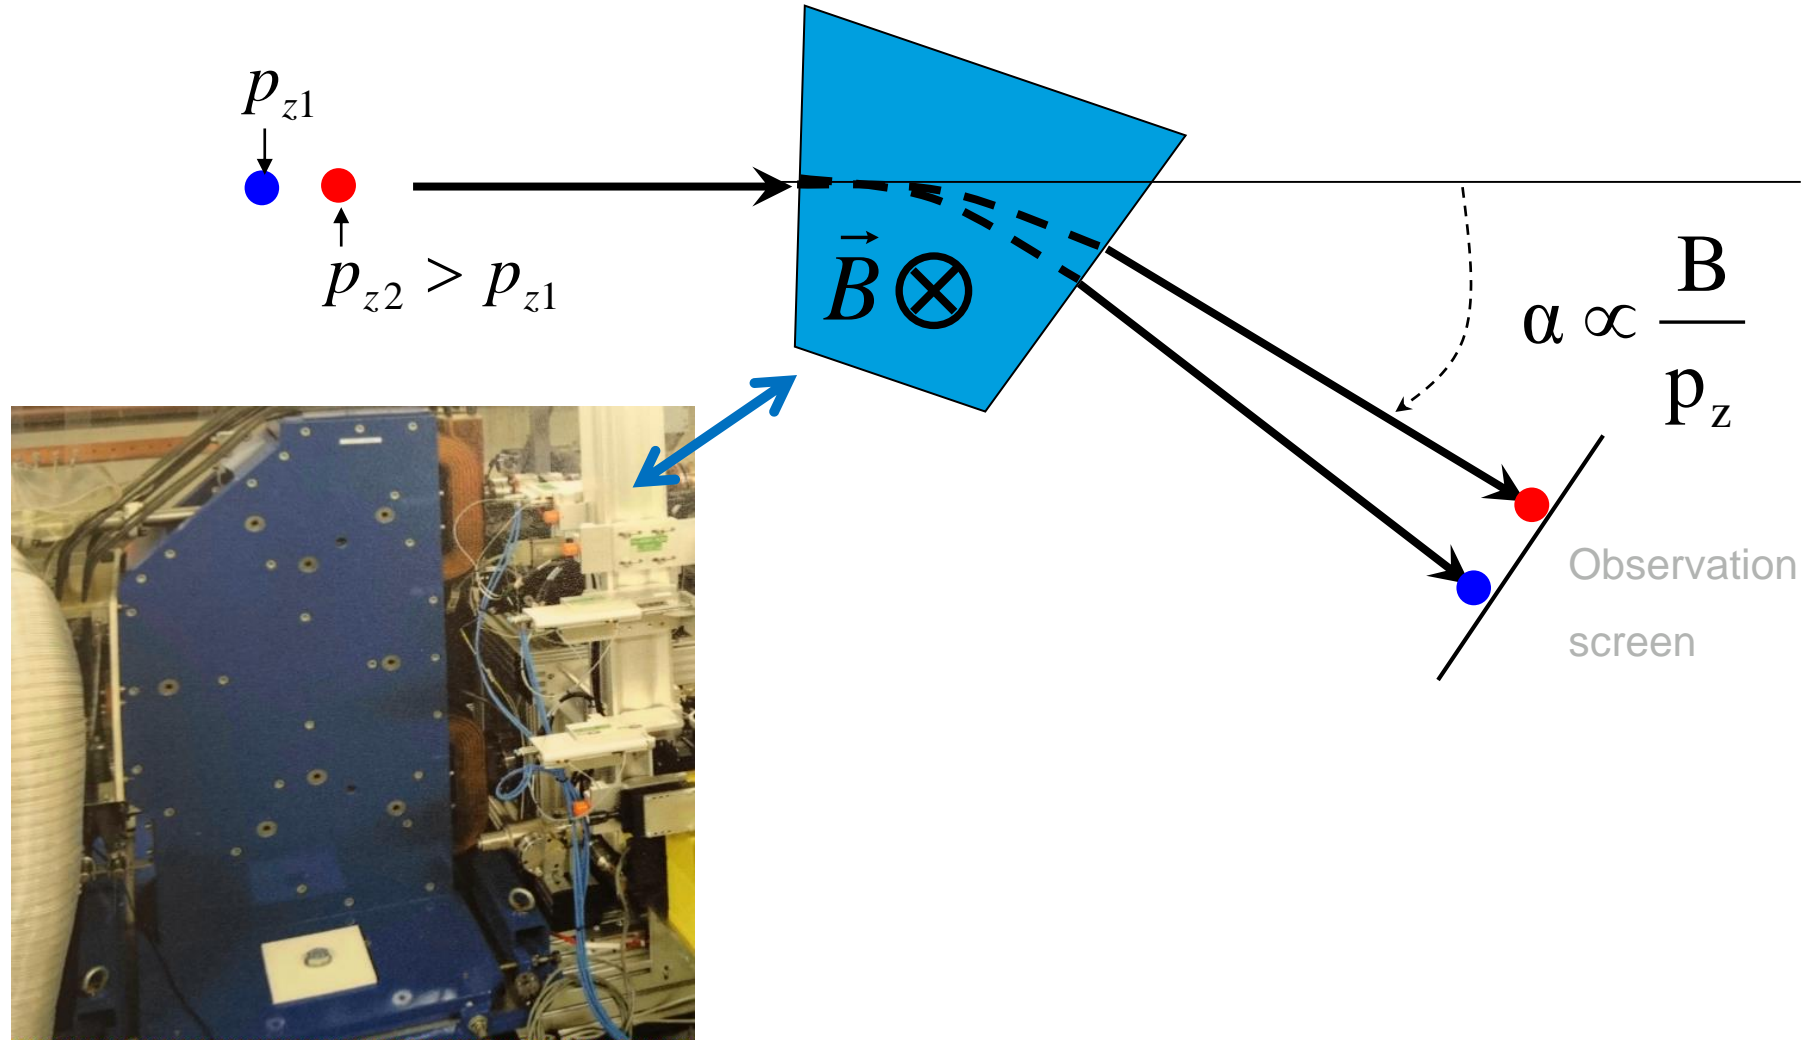 p_z1
p_z2 > p_z1
B⃗ ⊗
α ∝ B / p_z
Observation
screen